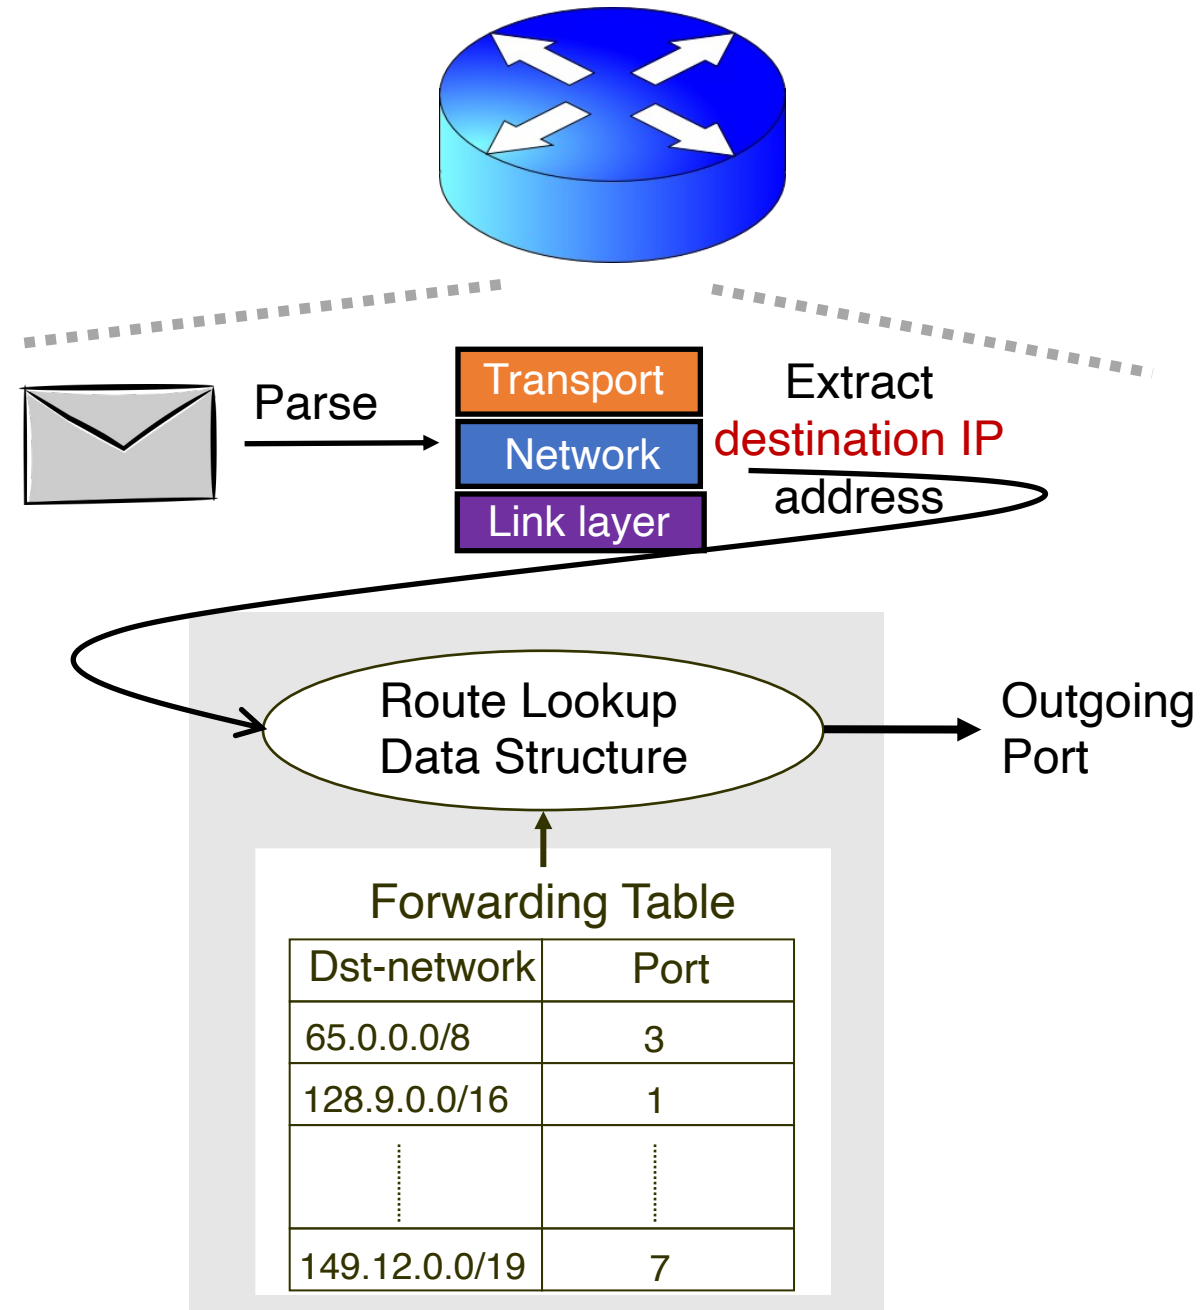 Parse
Transport
Network
Link layer
Extract
destination IP
address
Route Lookup
Data Structure
Outgoing
Port
Forwarding Table
Dst-network Port
65.0.0.0/8 3
128.9.0.0/16 1
149.12.0.0/19 7